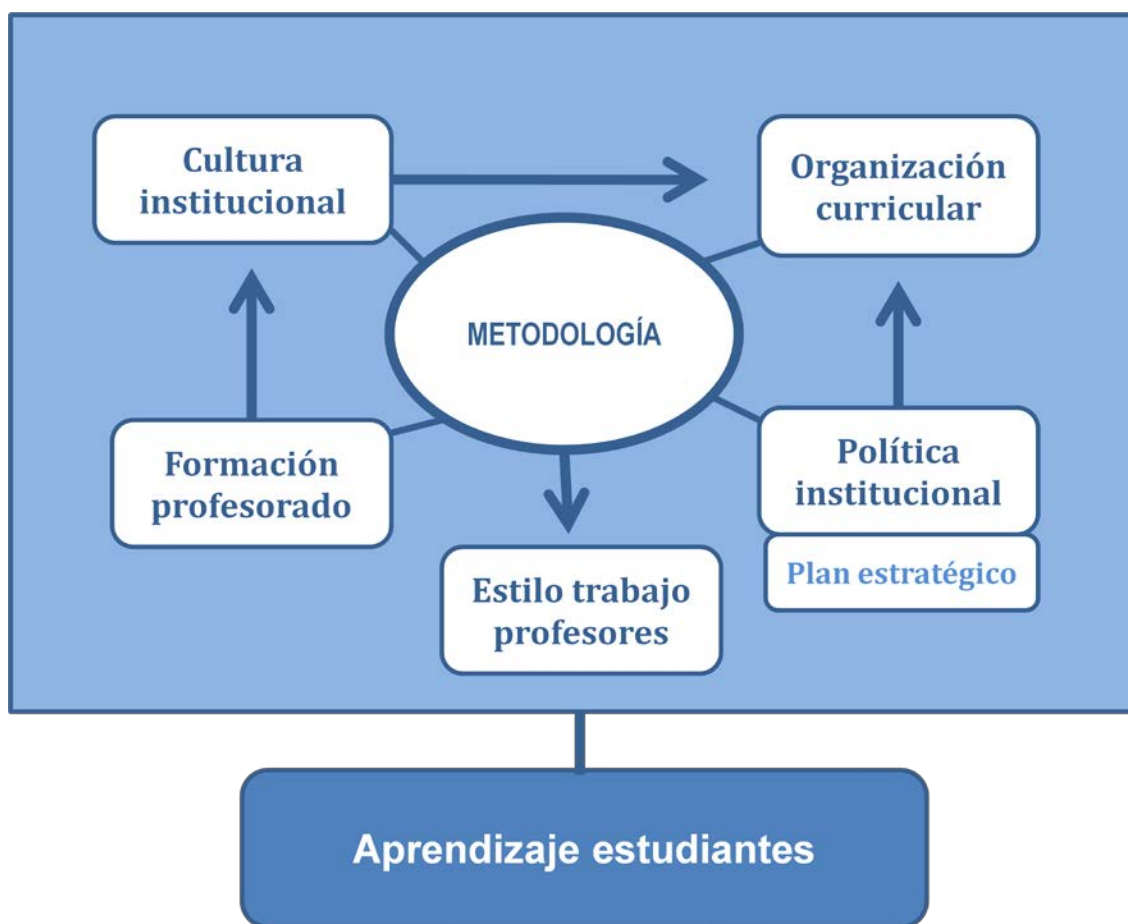 Cultura
institucional
Organización
curricular
METODOLOGÍA
Formación
profesorado
Política
institucional
Plan estratégico
Estilo trabajo
profesores
Aprendizaje estudiantes